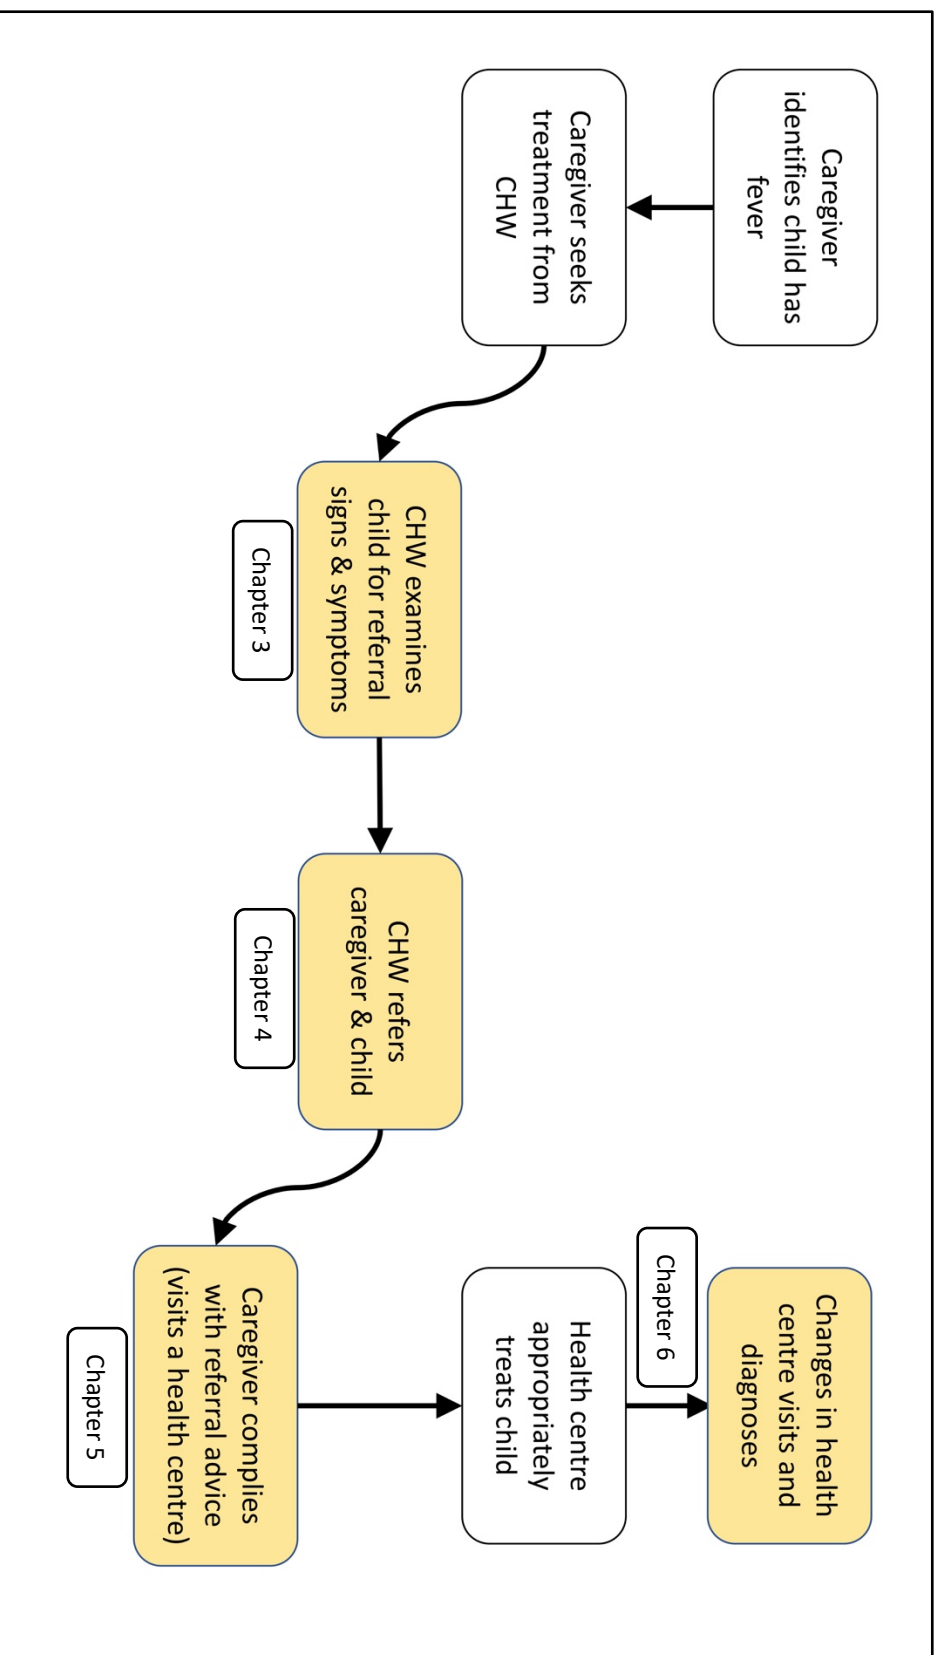 Caregiver
identifies child has
fever
Caregiver seeks
treatment from
CHW
CHW examines
child for referral
signs & symptoms
Chapter 3
CHW refers
caregiver & child
Chapter 4
Caregiver complies
with referral advice
(visits a health centre)
Chapter 5
Health centre
appropriately
treats child
Chapter 6
Changes in health
centre visits and
diagnoses